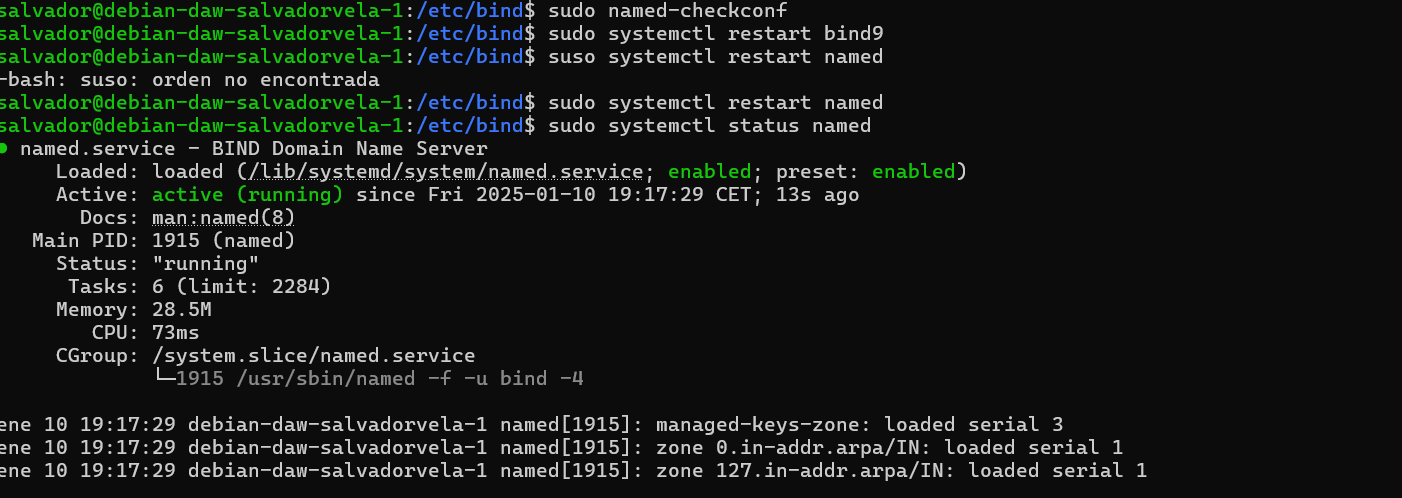 salvador@debian-daw-salvadorvela-1:/etc/bind$ sudo named-checkconf
salvador@debian-daw-salvadorvela-1:/etc/bind$ sudo systemctl restart bind9
salvador@debian-daw-salvadorvela-1:/etc/bind$ suso systemctl restart named
-bash: suso: orden no encontrada
salvador@debian-daw-salvadorvela-1:/etc/bind$ sudo systemctl restart named
salvador@debian-daw-salvadorvela-1:/etc/bind$ sudo systemctl status named
● named.service - BIND Domain Name Server
Loaded: loaded (/lib/systemd/system/named.service; enabled; preset: enabled)
Active: active (running) since Fri 2025-01-10 19:17:29 CET; 13s ago
Docs: man:named(8)
Main PID: 1915 (named)
Status: "running"
Tasks: 6 (limit: 2284)
Memory: 28.5M
CPU: 73ms
CGroup: /system.slice/named.service
└─1915 /usr/sbin/named -f -u bind -4
ene 10 19:17:29 debian-daw-salvadorvela-1 named[1915]: managed-keys-zone: loaded serial 3
ene 10 19:17:29 debian-daw-salvadorvela-1 named[1915]: zone 0.in-addr.arpa/IN: loaded serial 1
ene 10 19:17:29 debian-daw-salvadorvela-1 named[1915]: zone 127.in-addr.arpa/IN: loaded serial 1